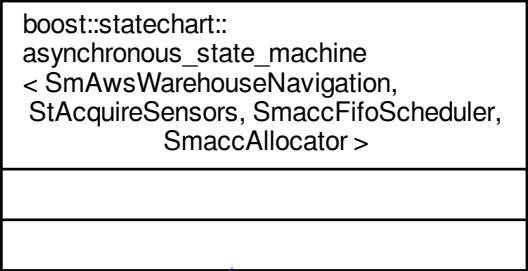 boost::statechart::
asynchronous_state_machine
< SmAwsWarehouseNavigation,
StAcquireSensors, SmaccFifoScheduler,
SmaccAllocator >